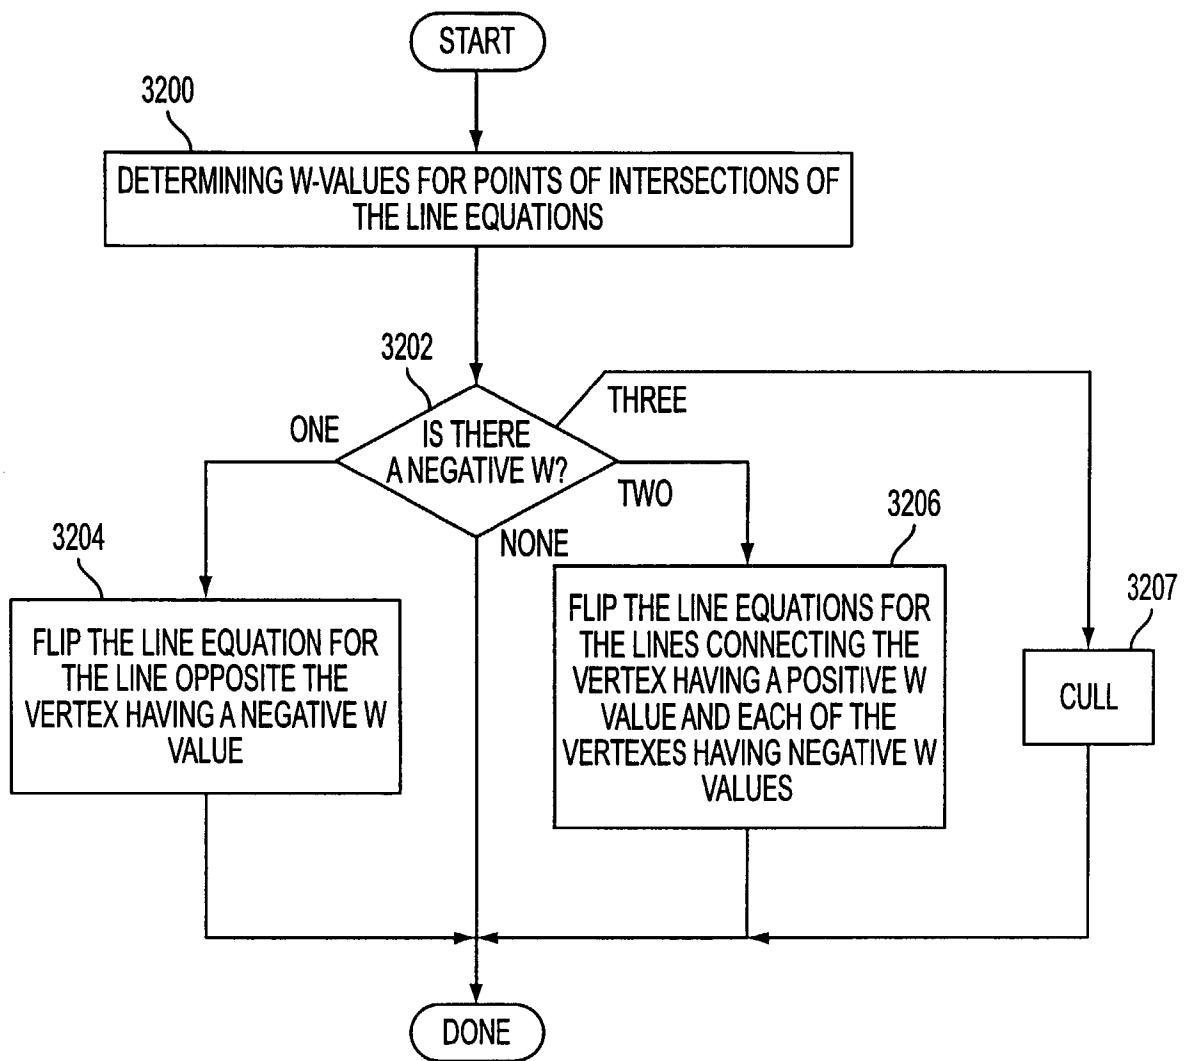 START
3200
DETERMINING W-VALUES FOR POINTS OF INTERSECTIONS OF
THE LINE EQUATIONS
3202
IS THERE
A NEGATIVE W?
ONE
THREE
TWO
NONE
3204
FLIP THE LINE EQUATION FOR
THE LINE OPPOSITE THE
VERTEX HAVING A NEGATIVE W
VALUE
3206
FLIP THE LINE EQUATIONS FOR
THE LINES CONNECTING THE
VERTEX HAVING A POSITIVE W
VALUE AND EACH OF THE
VERTEXES HAVING NEGATIVE W
VALUES
3207
CULL
DONE